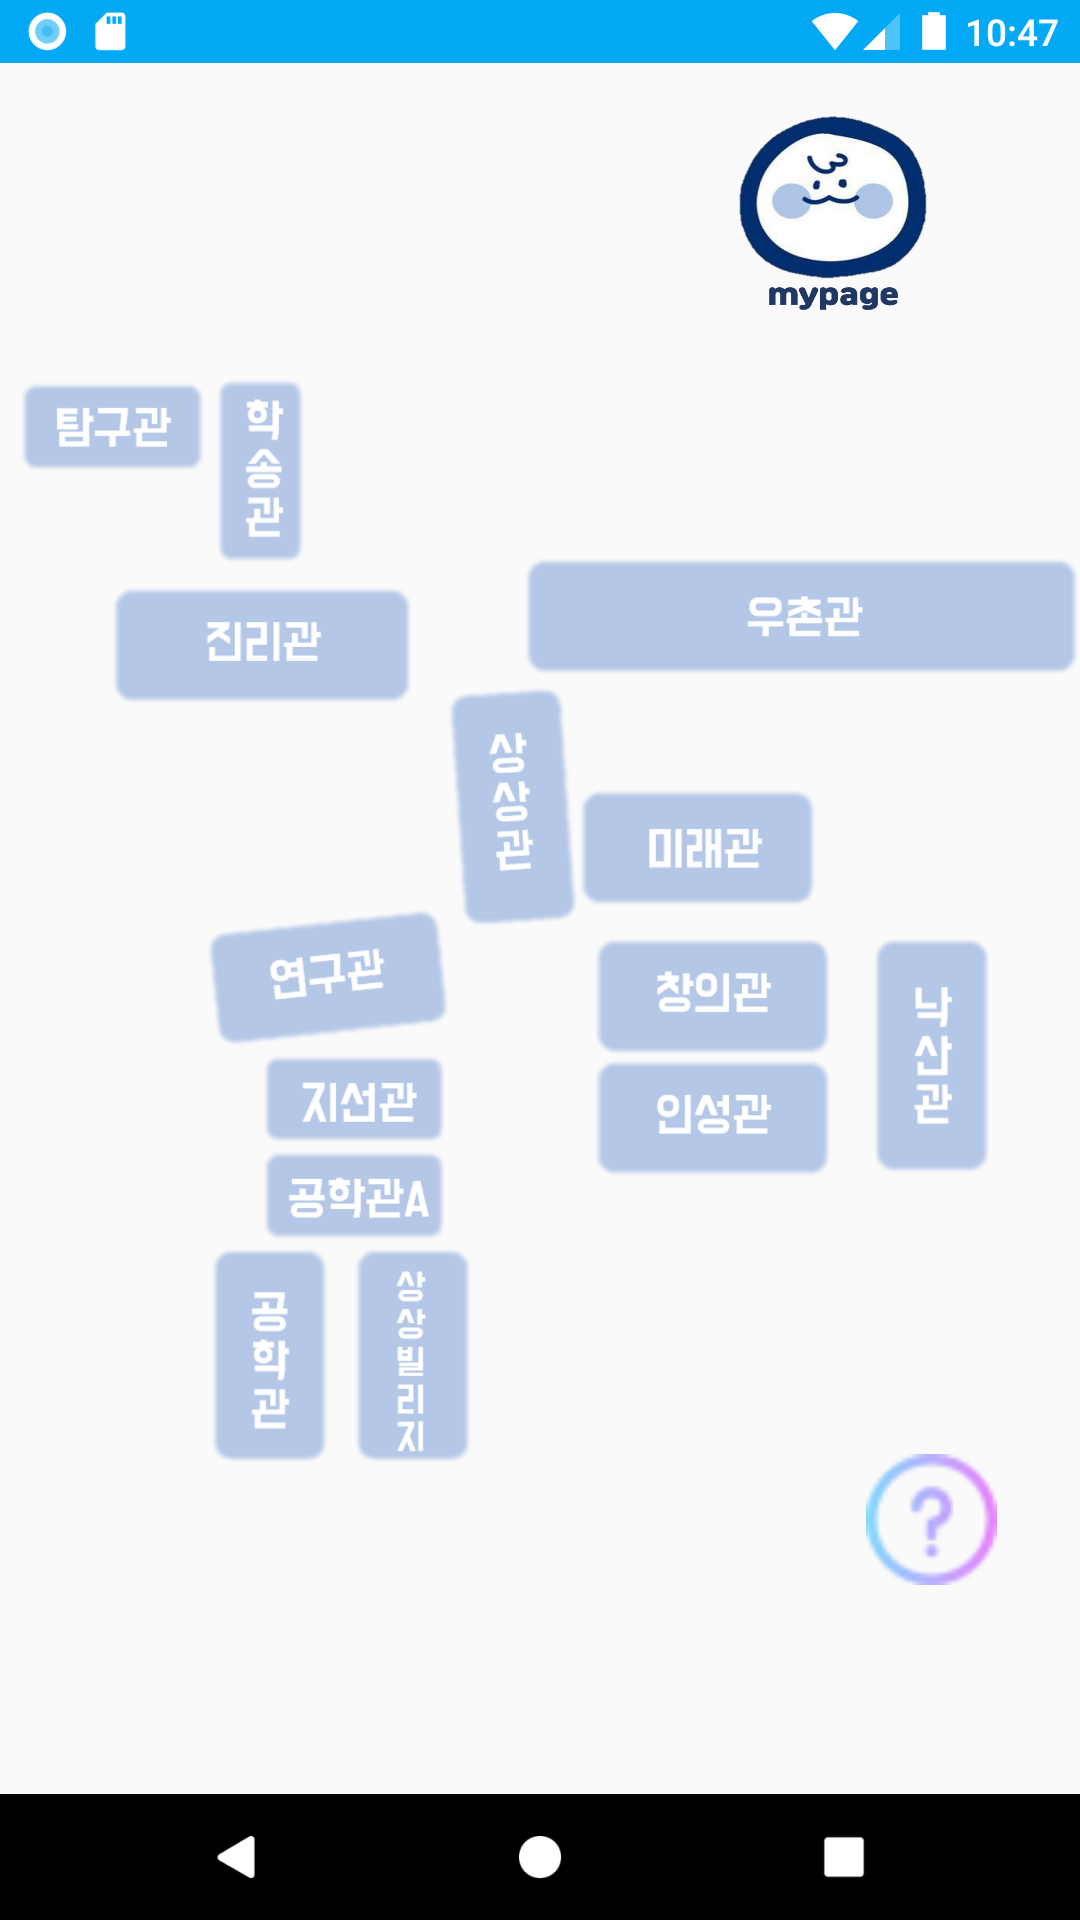 10:47
mypage
탐구관
학송관
진리관
우촌관
상상관
미래관
연구관
창의관
낙산관
지선관
인성관
공학관A
공학관
상상빌리지
?